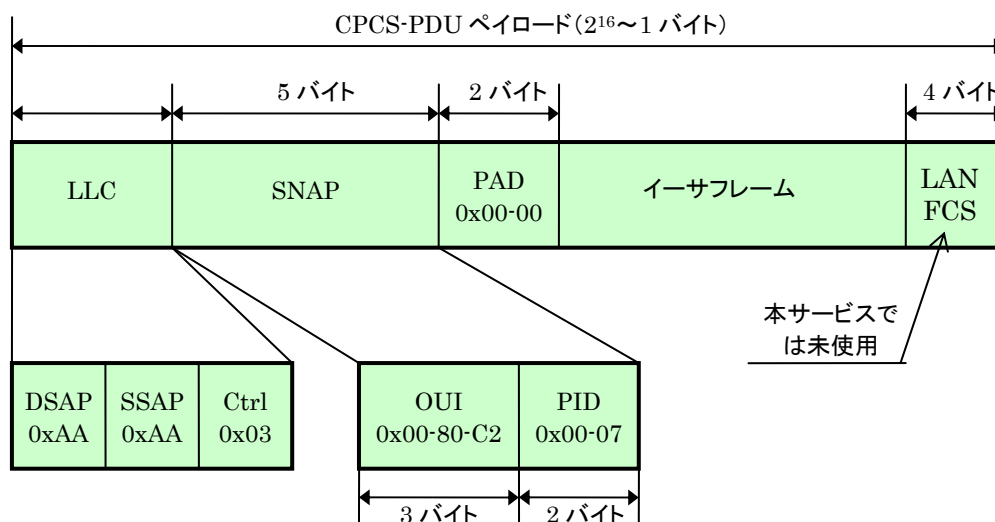 CPCS-PDU ペイロード(2¹⁶～1 バイト)
5 バイト
2 バイト
4 バイト
LLC
SNAP
PAD
0x00-00
イーサフレーム
LAN
FCS
本サービスで
は未使用
DSAP
0xAA
SSAP
0xAA
Ctrl
0x03
OUI
0x00-80-C2
PID
0x00-07
3 バイト
2 バイト